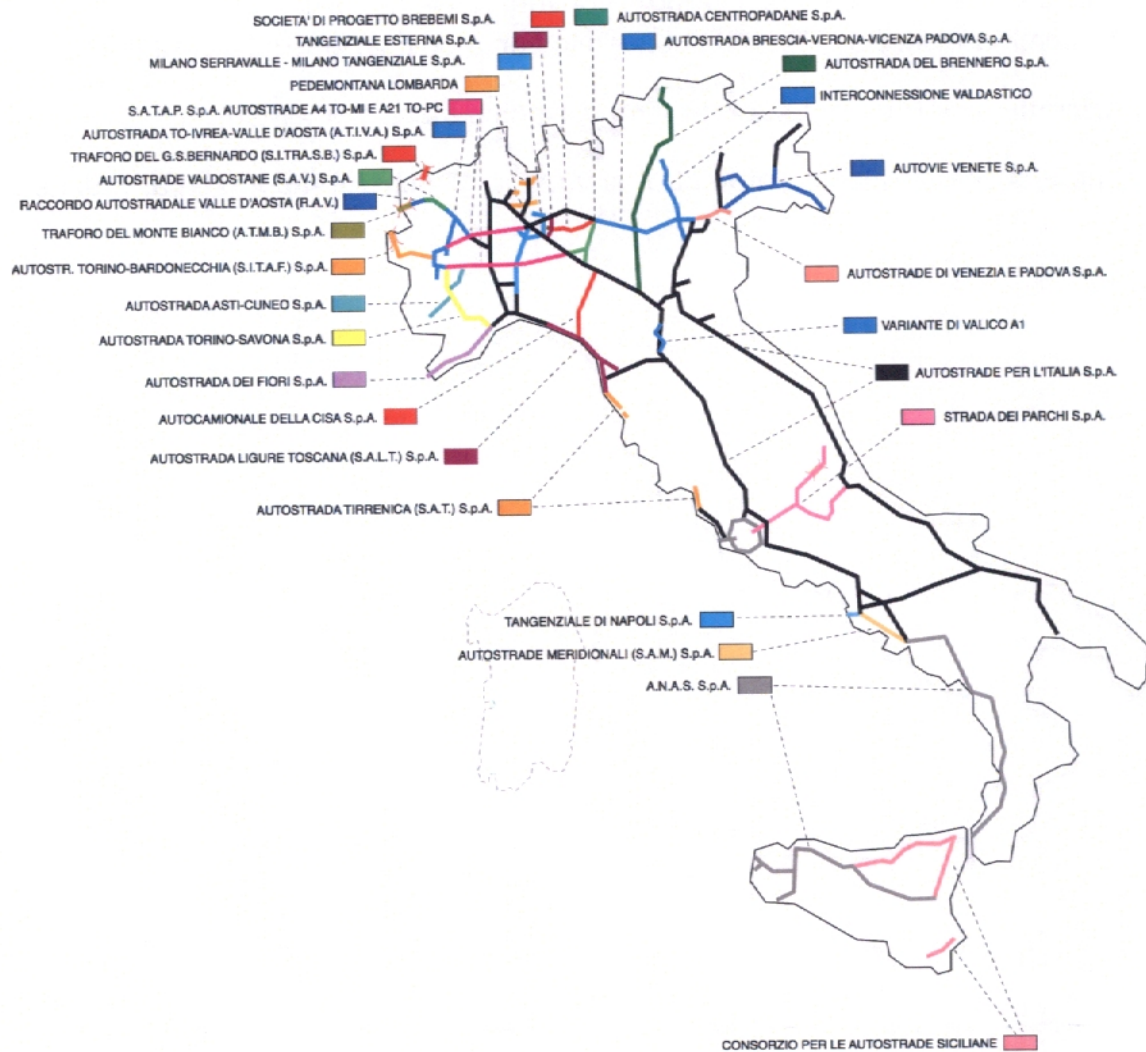 SOCIETA' DI PROGETTO BREBEMI S.p.A.
AUTOSTRADA CENTROPADANE S.p.A.
TANGENZIALE ESTERNA S.p.A.
AUTOSTRADA BRESCIA-VERONA-VICENZA PADOVA S.p.A.
MILANO SERRAVALLE - MILANO TANGENZIALE S.p.A.
AUTOSTRADA DEL BRENNERO S.p.A.
PEDEMONTANA LOMBARDA
INTERCONNESSIONE VALDASTICO
S.A.T.A.P. S.p.A. AUTOSTRADE A4 TO-MI E A21 TO-PC
AUTOSTRADA TO-IVREA-VALLE D'AOSTA (A.T.I.V.A.) S.p.A.
TRAFORO DEL G.S.BERNARDO (S.I.TRA.S.B.) S.p.A.
AUTOVIE VENETE S.p.A.
AUTOSTRADE VALDOSTANE (S.A.V.) S.p.A.
RACCORDO AUTOSTRADALE VALLE D'AOSTA (R.A.V.)
TRAFORO DEL MONTE BIANCO (A.T.M.B.) S.p.A.
AUTOSTR. TORINO-BARDONECCHIA (S.I.T.A.F.) S.p.A.
AUTOSTRADE DI VENEZIA E PADOVA S.p.A.
AUTOSTRADA ASTI-CUNEO S.p.A.
VARIANTE DI VALICO A1
AUTOSTRADA TORINO-SAVONA S.p.A.
AUTOSTRADE PER L'ITALIA S.p.A.
AUTOSTRADA DEI FIORI S.p.A.
AUTOCAMIONALE DELLA CISA S.p.A.
STRADA DEI PARCHI S.p.A.
AUTOSTRADA LIGURE TOSCANA (S.A.L.T.) S.p.A.
AUTOSTRADA TIRRENICA (S.A.T.) S.p.A.
TANGENZIALE DI NAPOLI S.p.A.
AUTOSTRADE MERIDIONALI (S.A.M.) S.p.A.
A.N.A.S. S.p.A.
CONSORZIO PER LE AUTOSTRADE SICILIANE